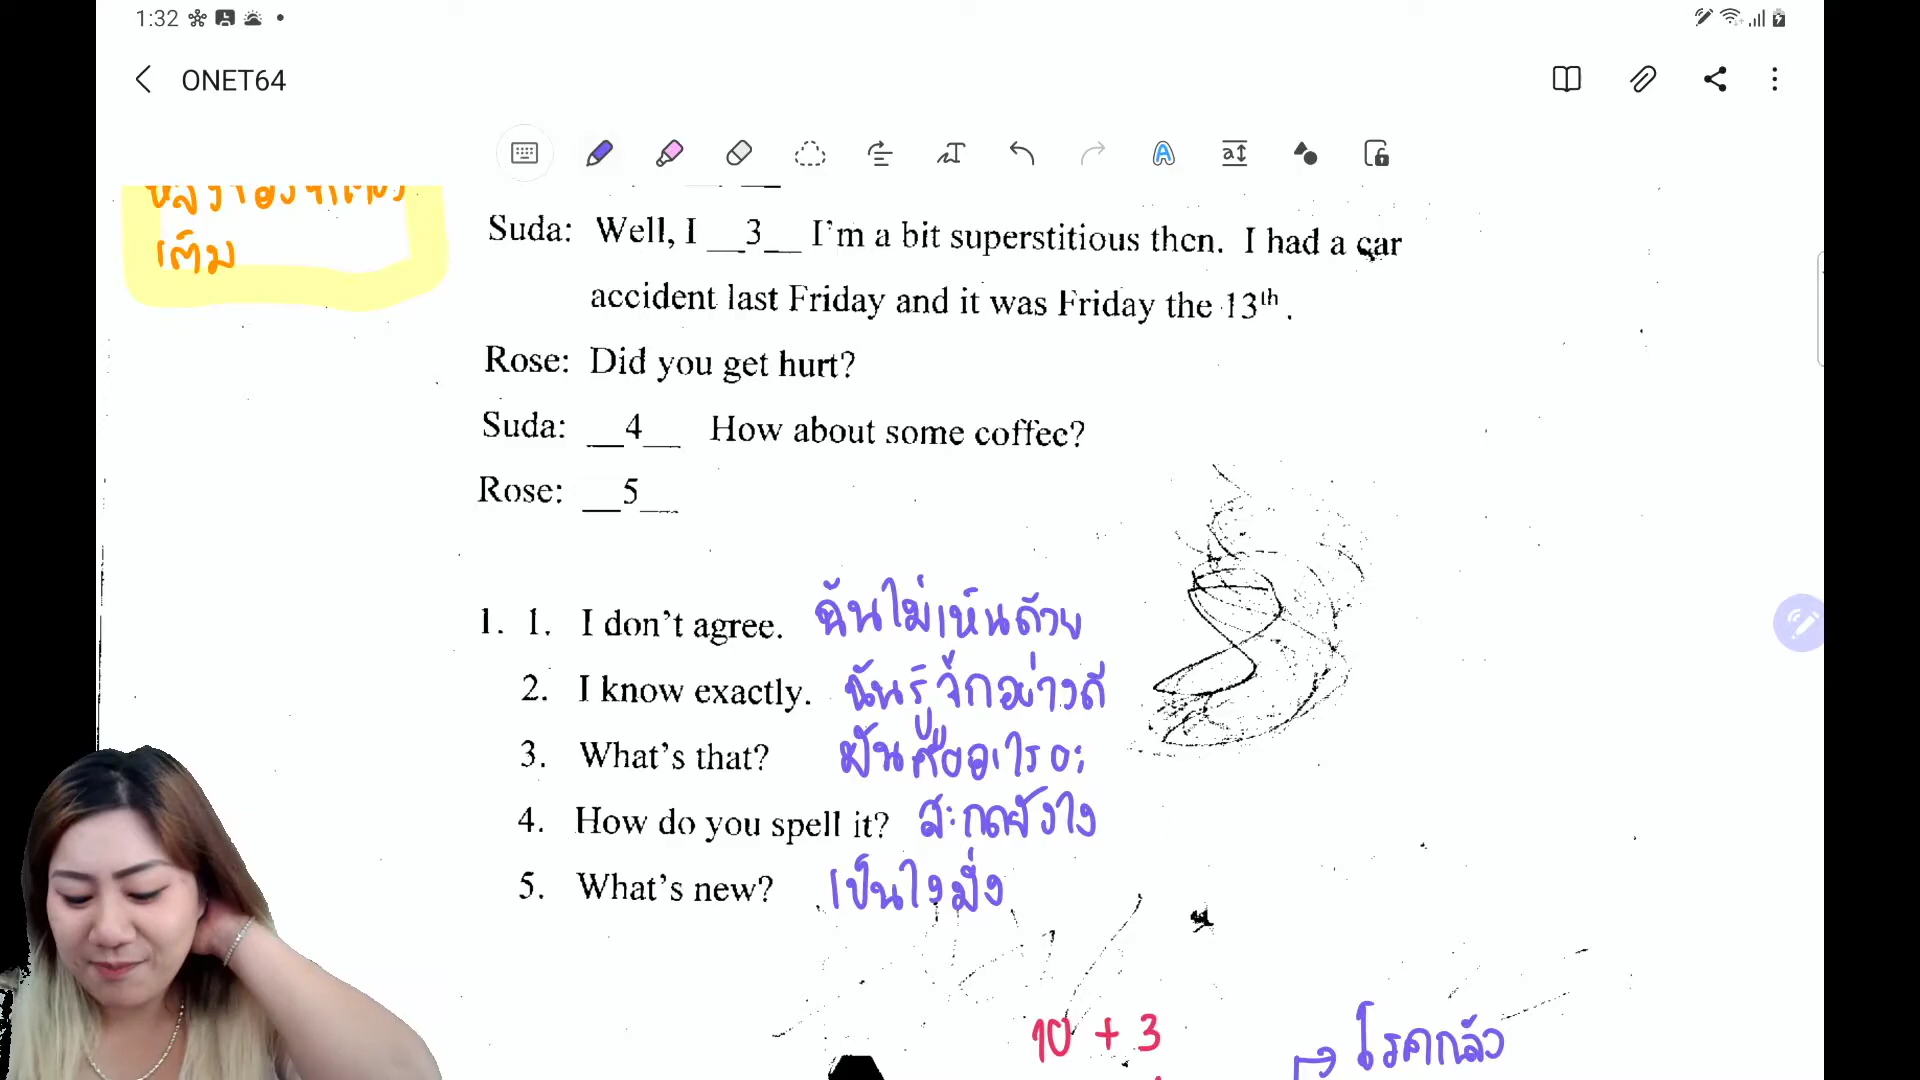 1:32
ONET64
เต็ม
Suda: Well, I __3__ I'm a bit superstitious then. I had a car
accident last Friday and it was Friday the 13th.
Rose: Did you get hurt?
Suda: __4__ How about some coffee?
Rose: __5__
1. 1. I don't agree. ฉันไม่เห็นด้วย
2. I know exactly. ฉันรู้จักอย่างดี
3. What's that? มันคืออะไรอะ
4. How do you spell it? สะกดยังไง
5. What's new? เป็นไงมั่ง
10 + 3
→ โรคกลัว